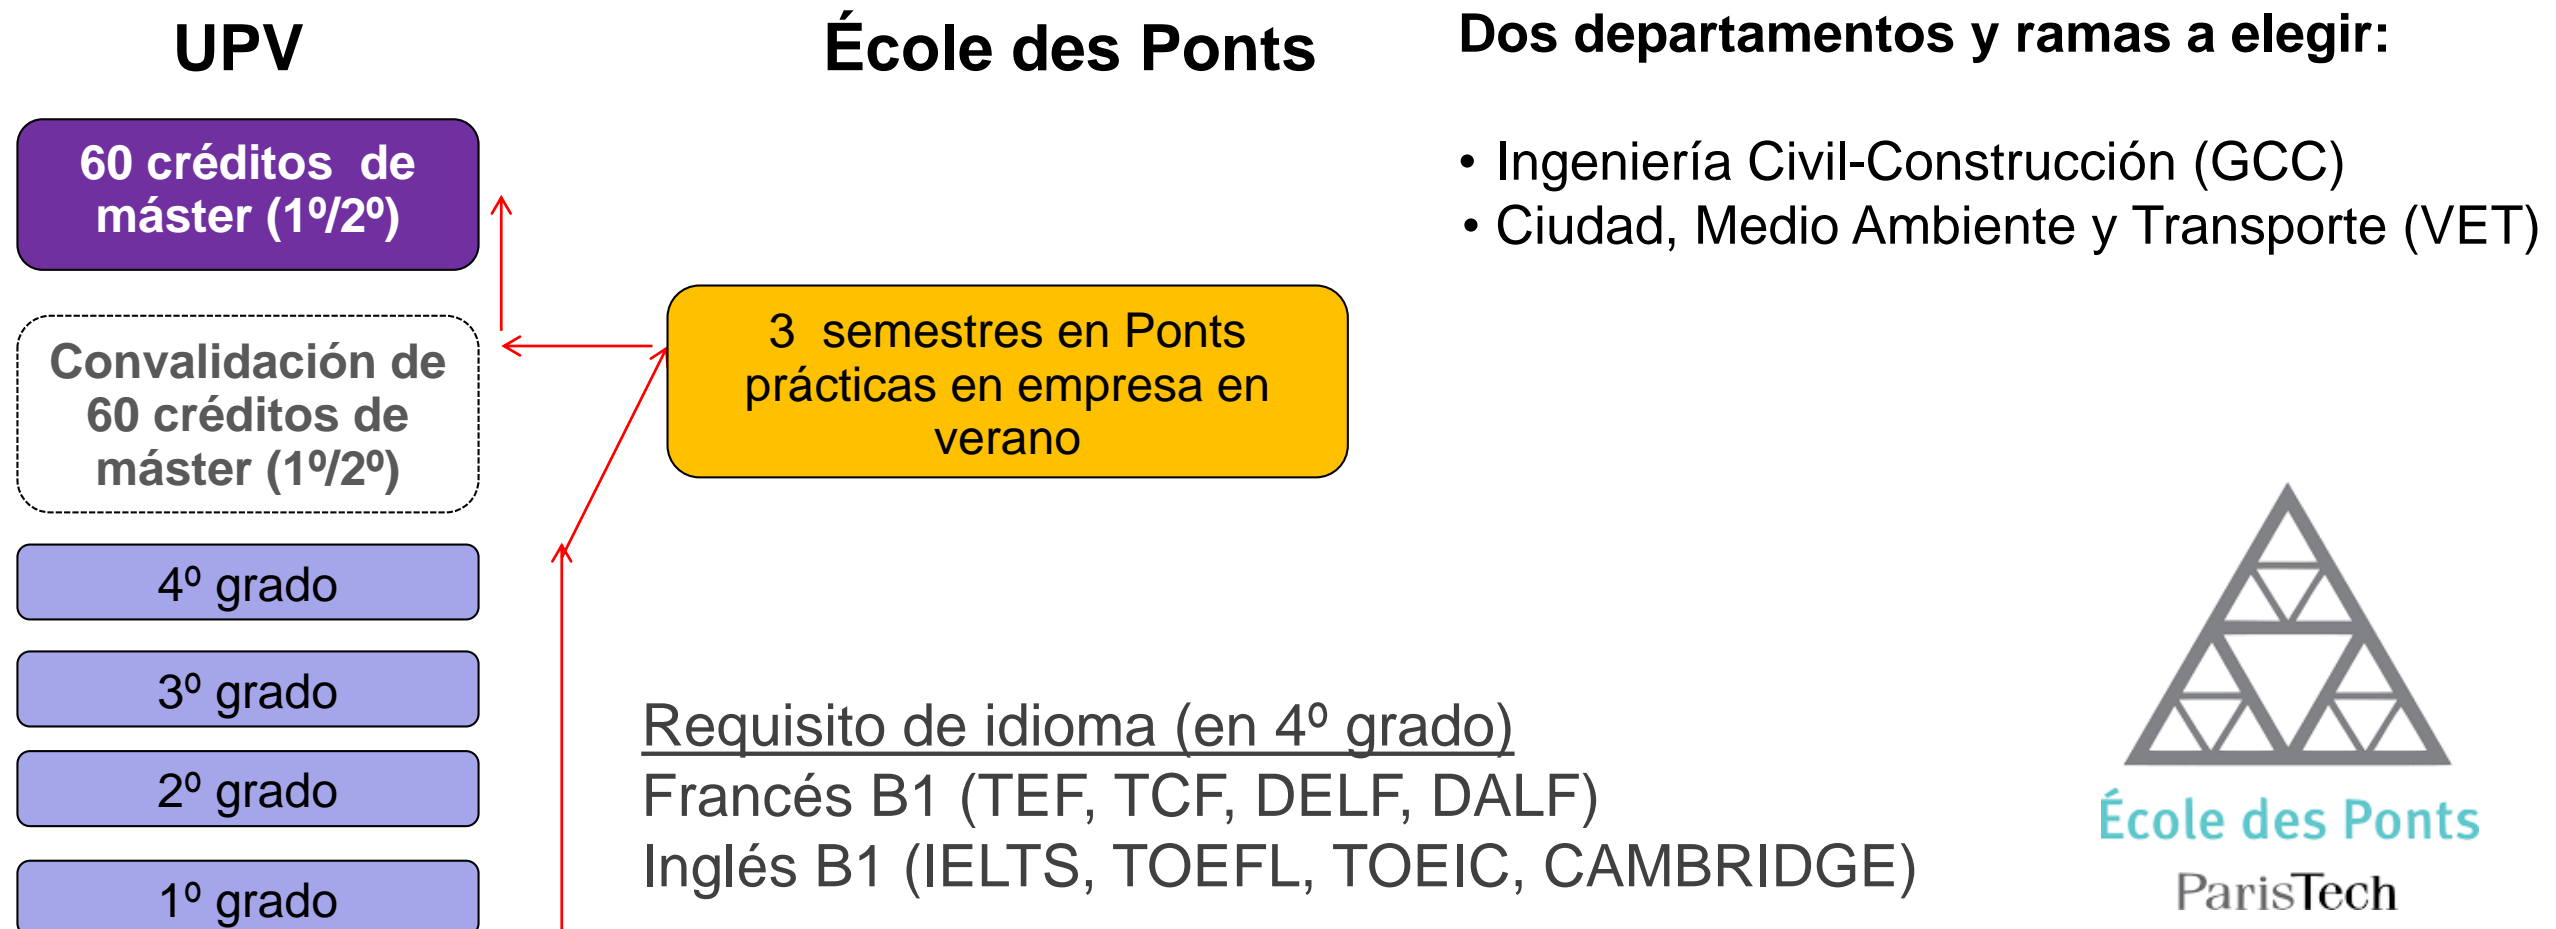 UPV
60 créditos de
máster (1º/2º)
Convalidación de
60 créditos de
máster (1º/2º)
4º grado
3º grado
2º grado
1º grado
École des Ponts
3 semestres en Ponts
prácticas en empresa en
verano
Requisito de idioma (en 4º grado)
Francés B1 (TEF, TCF, DELF, DALF)
Inglés B1 (IELTS, TOEFL, TOEIC, CAMBRIDGE)
Dos departamentos y ramas a elegir:
• Ingeniería Civil-Construcción (GCC)
• Ciudad, Medio Ambiente y Transporte (VET)
École des Ponts
ParisTech